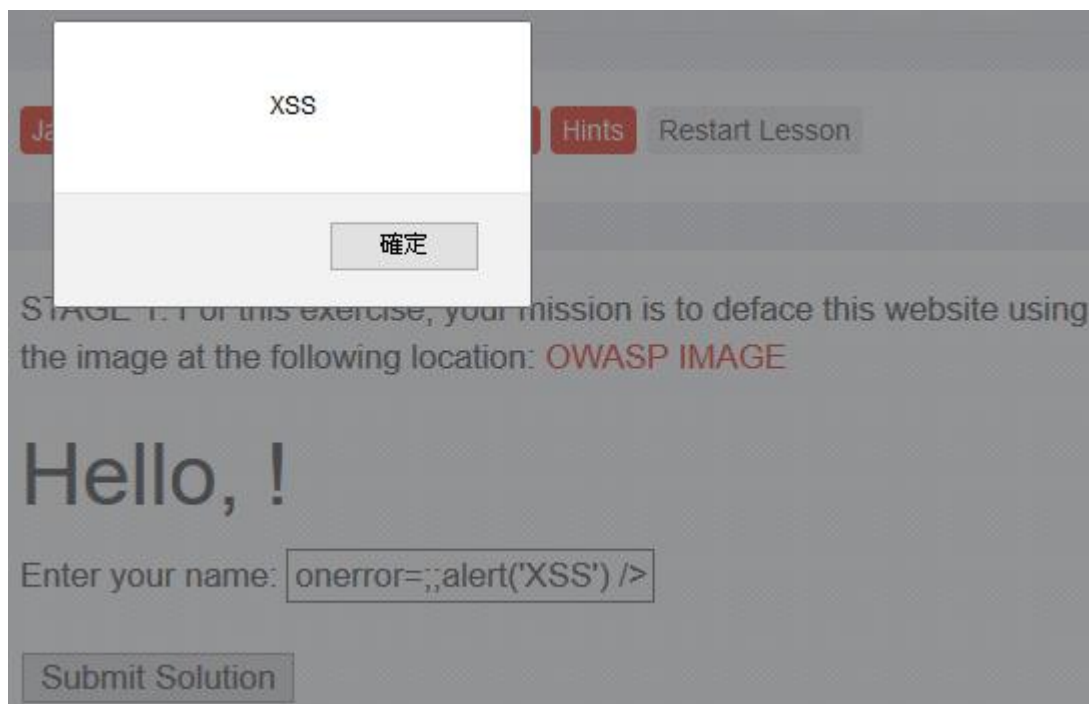 XSS
Ja
Hints
Restart Lesson
確定
STAGE 1: For this exercise, your mission is to deface this website using
the image at the following location: OWASP IMAGE
Hello, !
Enter your name: onerror=;;alert('XSS') />
Submit Solution